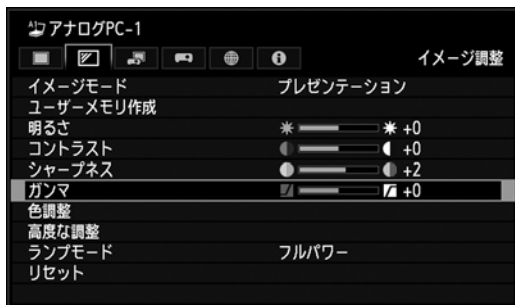 アナログPC-1
イメージ調整
イメージモード プレゼンテーション
ユーザーメモリ作成
明るさ +0
コントラスト +0
シャープネス +2
ガンマ +0
色調整
高度な調整
ランプモード フルパワー
リセット